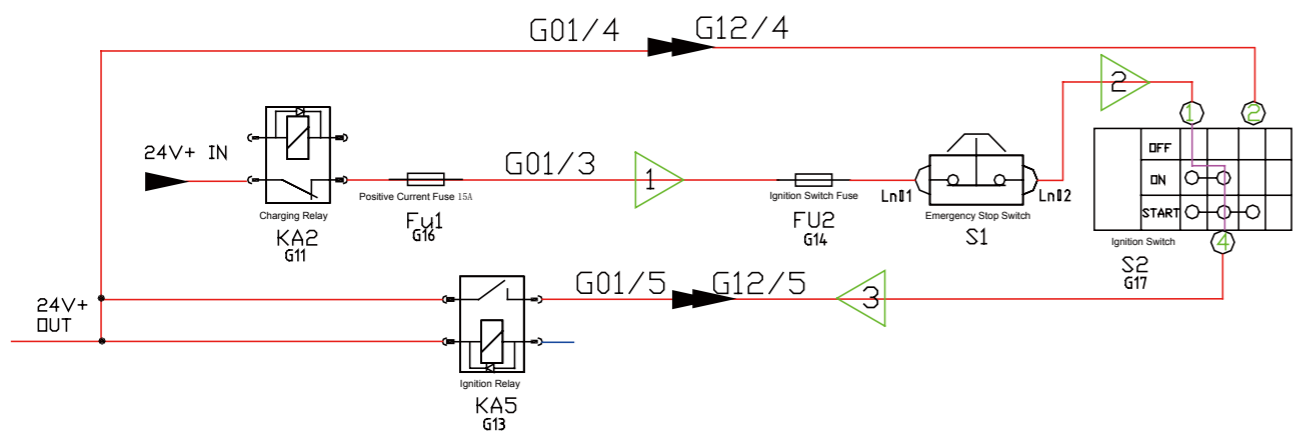 G01/4
G12/4
2
1
2
24V+ IN
OFF
G01/3
1
ON
Positive Current Fuse 15A
Ignition Switch Fuse
Ln01
Ln02
START
Charging Relay
Fu1
FU2
Emergency Stop Switch
KA2
G16
G14
S1
4
G11
Ignition Switch
S2
G17
24V+
OUT
G01/5
G12/5
3
Ignition Relay
KA5
G13